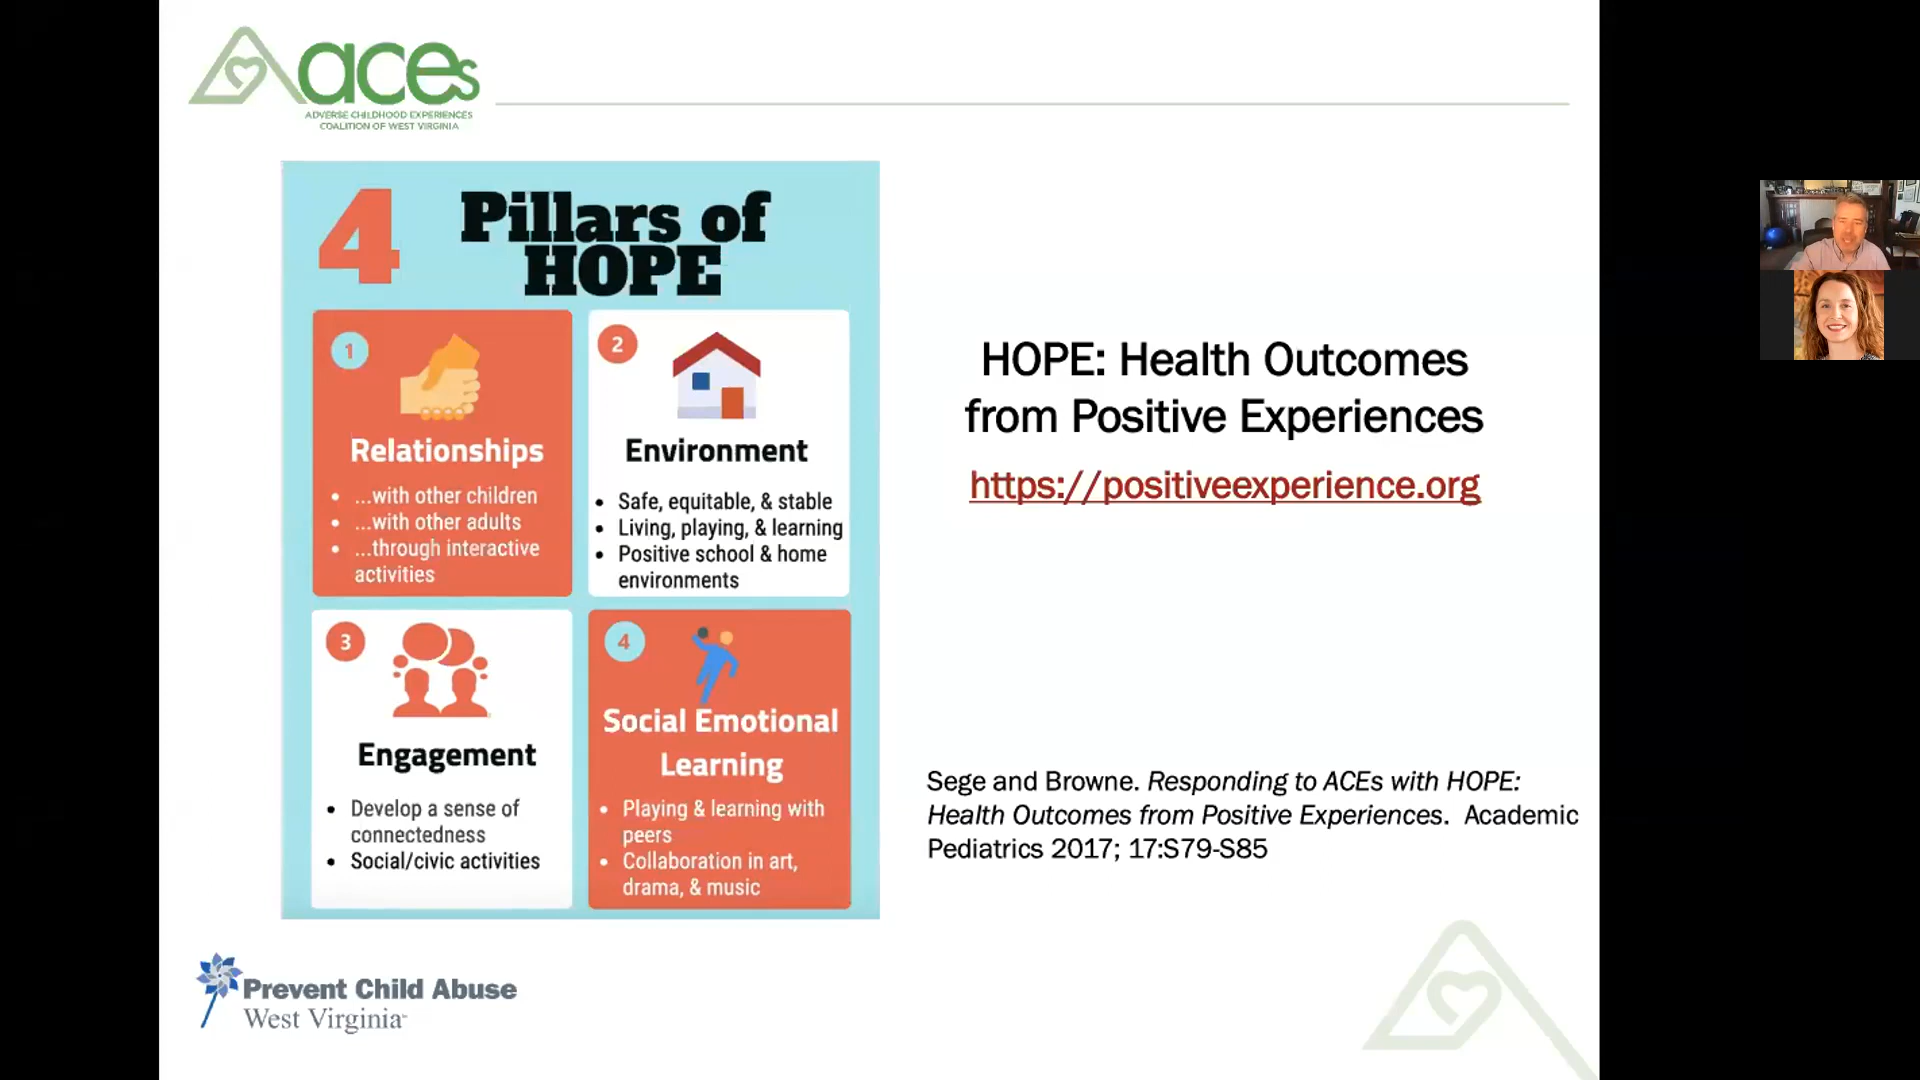 aces
ADVERSE CHILDHOOD EXPERIENCES
COALITION OF WEST VIRGINIA
4 Pillars of
HOPE
1
Relationships
• ...with other children
• ...with other adults
• ...through interactive
activities
2
Environment
• Safe, equitable, & stable
• Living, playing, & learning
• Positive school & home
environments
3
Engagement
• Develop a sense of
connectedness
• Social/civic activities
4
Social Emotional
Learning
• Playing & learning with
peers
• Collaboration in art,
drama, & music
HOPE: Health Outcomes
from Positive Experiences
https://positiveexperience.org
Sege and Browne. Responding to ACEs with HOPE:
Health Outcomes from Positive Experiences. Academic
Pediatrics 2017; 17:S79-S85
Prevent Child Abuse
West Virginia